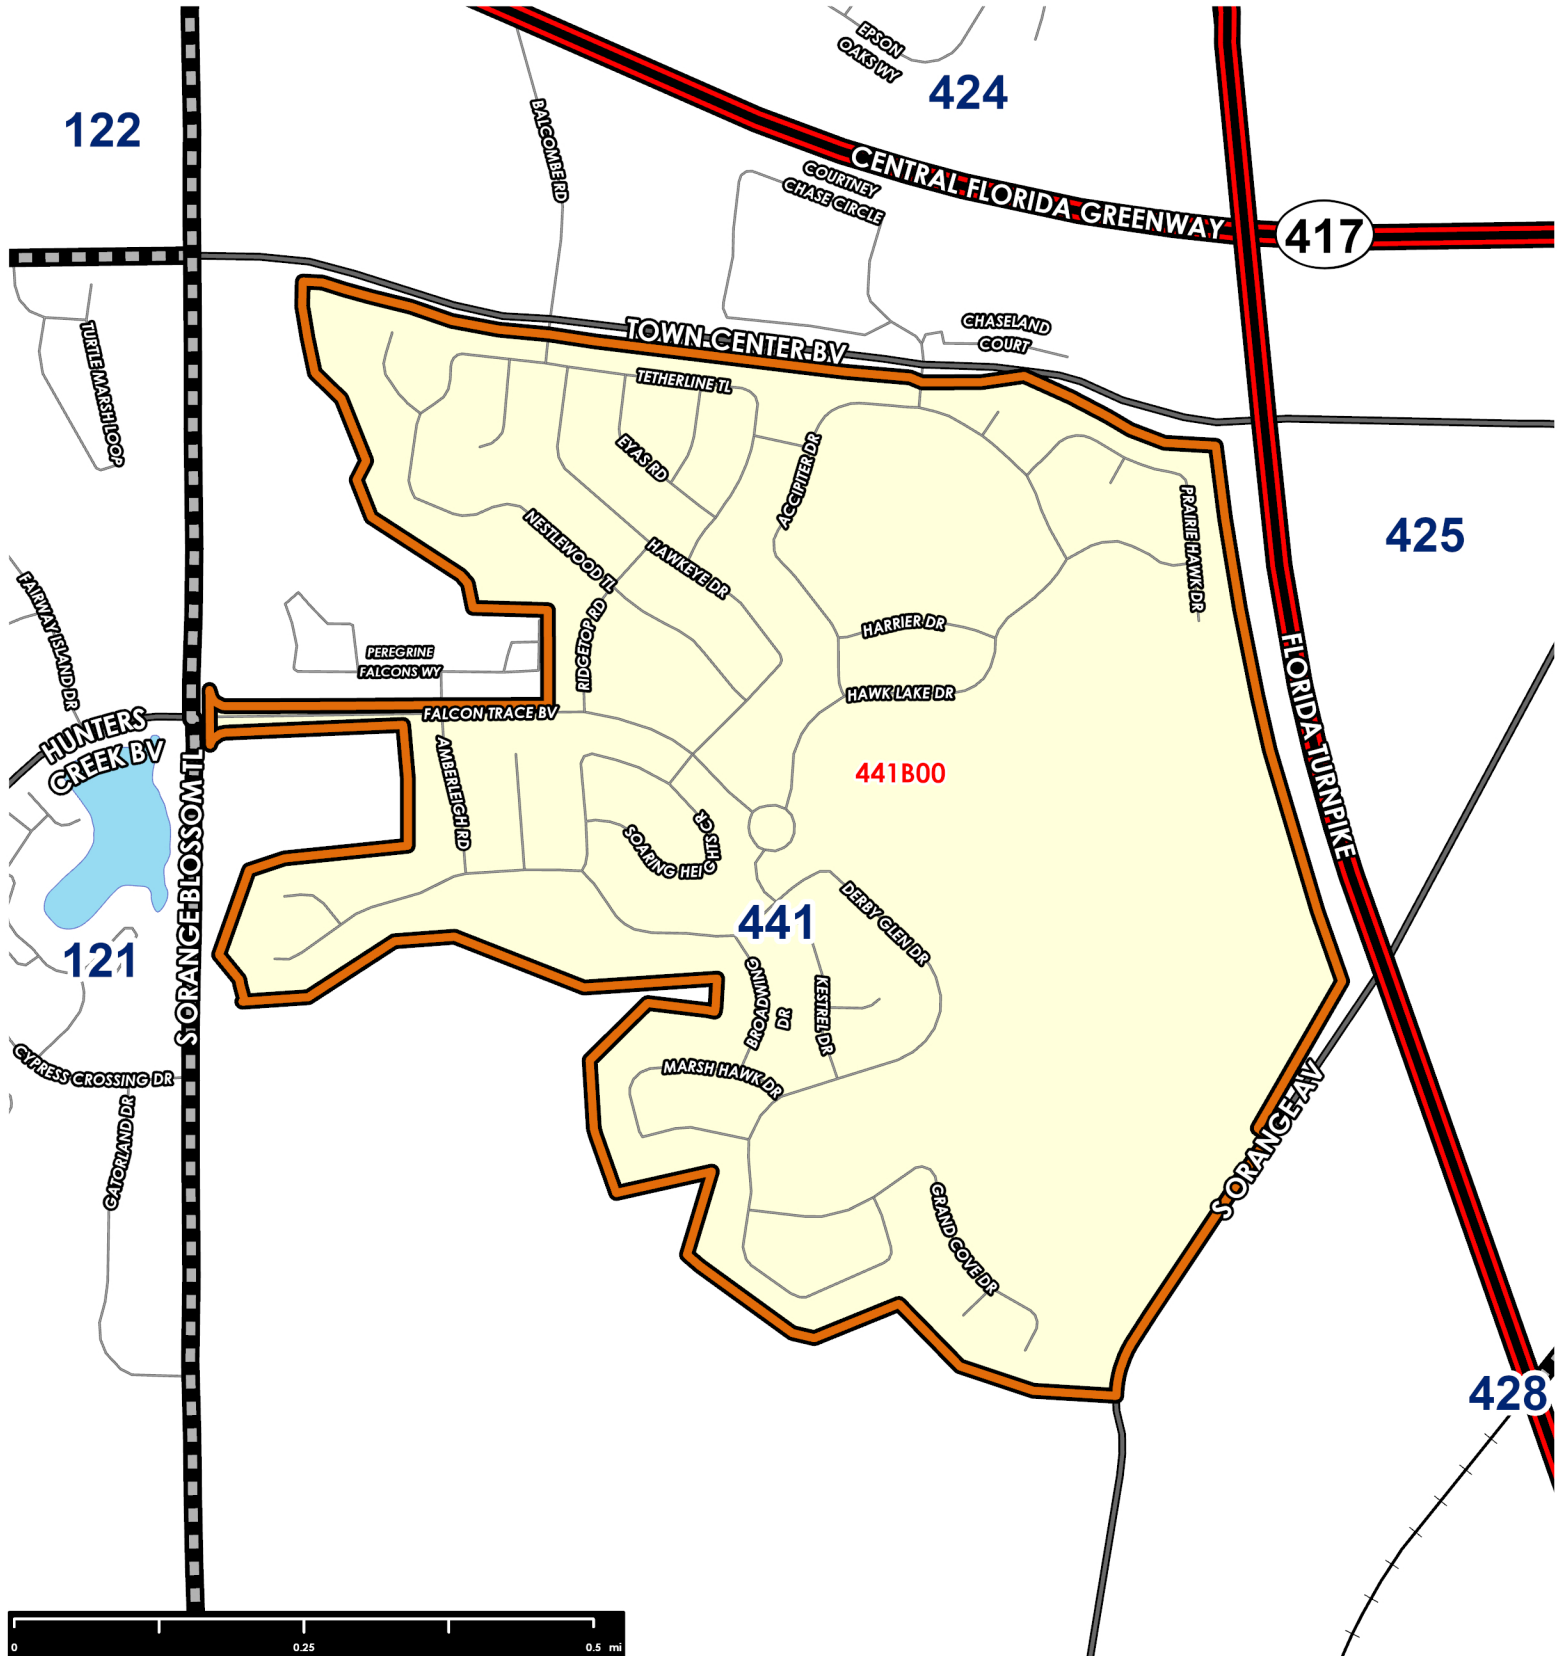 EPSON
OAKS WY
424
122
BALCOMBE RD
CENTRAL FLORIDA GREENWAY
417
COURTNEY
CHASE CIRCLE
CHASELAND
COURT
TOWN CENTER BV
TURTLE MARSH LOOP
TETHERLINE TL
EYAS RD
ACCIPITER DR
PRAIRIE HAWK DR
425
NESTLEWOOD TL
HAWKEYE DR
FAIRWAY ISLAND DR
RIDGETOP RD
HARRIER DR
PEREGRINE
FALCONS WY
HAWK LAKE DR
FLORIDA TURNPIKE
FALCON TRACE BV
HUNTERS
CREEK BV
AMBERLEIGH RD
441B00
S ORANGE BLOSSOM TL
SOARING HEIGHTS CR
441
DERBY GLEN DR
121
BROADWING
DR
KESTREL DR
CYPRESS CROSSING DR
MARSH HAWK DR
GATORLAND DR
S ORANGE AV
GRAND COVE DR
428
0 0.25 0.5 mi